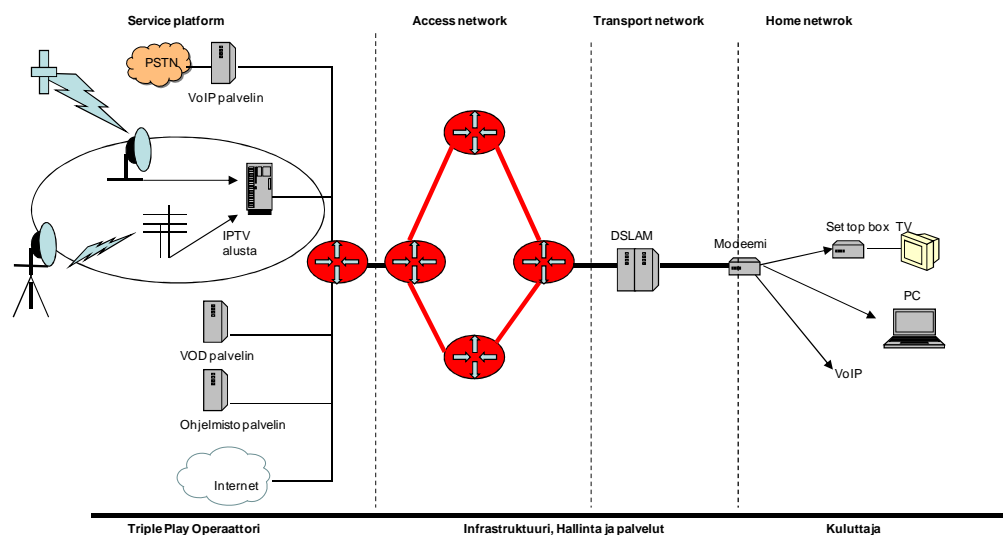 Service platform
Access network
Transport network
Home netwrok
PSTN
VoIP palvelin
IPTV
alusta
DSLAM
Modeemi
Set top box TV
PC
VoIP
VOD palvelin
Ohjelmisto palvelin
Internet
Triple Play Operaattori
Infrastruktuuri, Hallinta ja palvelut
Kuluttaja